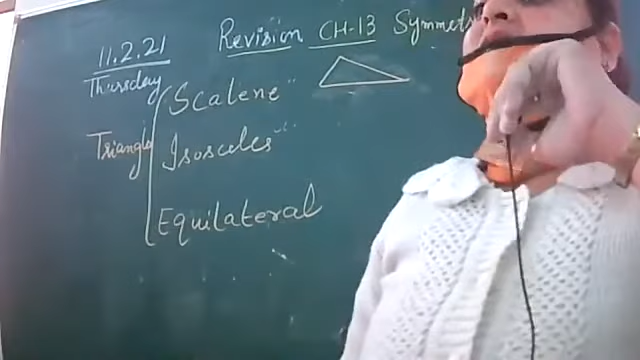 11.2.21 Revision CH-13 Symmet
Thursday
Scalene
Triangle
Isosceles
Equilateral